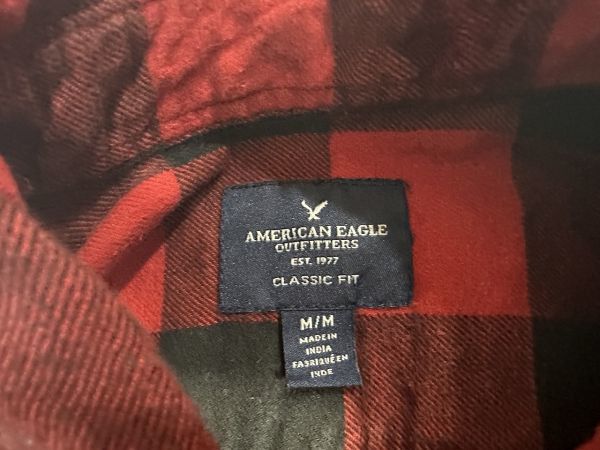 AMERICAN EAGLE
OUTFITTERS
EST. 1977
CLASSIC FIT
M/M
MADE IN
INDIA
FABRIQUÉ EN
INDE